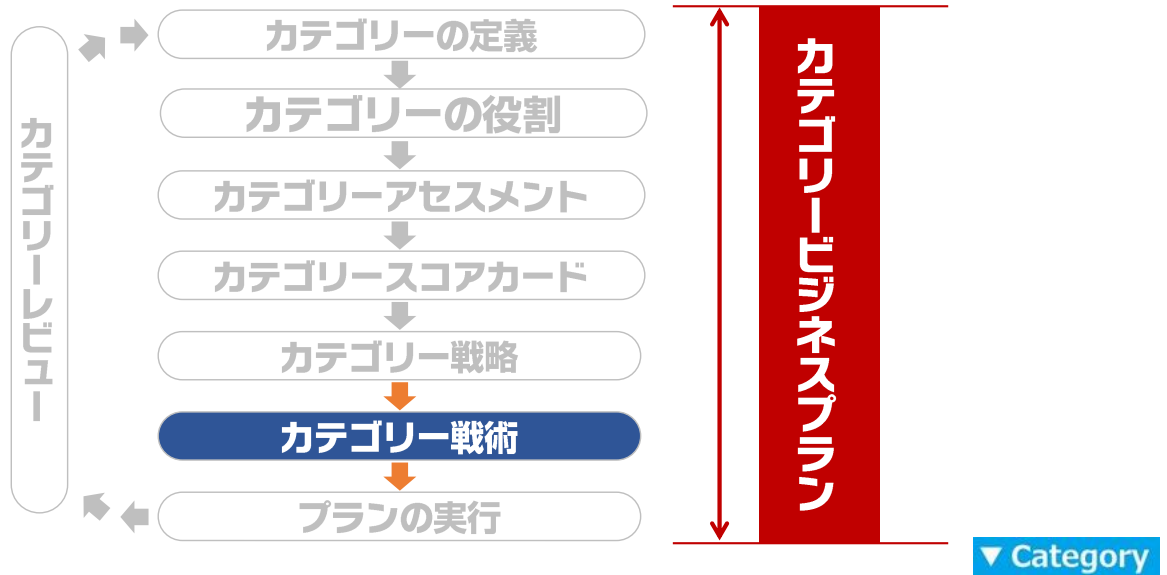 カテゴリーの定義
カテゴリーの役割
カテゴリーアセスメント
カテゴリースコアカード
カテゴリー戦略
カテゴリー戦術
プランの実行
カテゴリーレビュー
カテゴリービジネスプラン
▼ Category